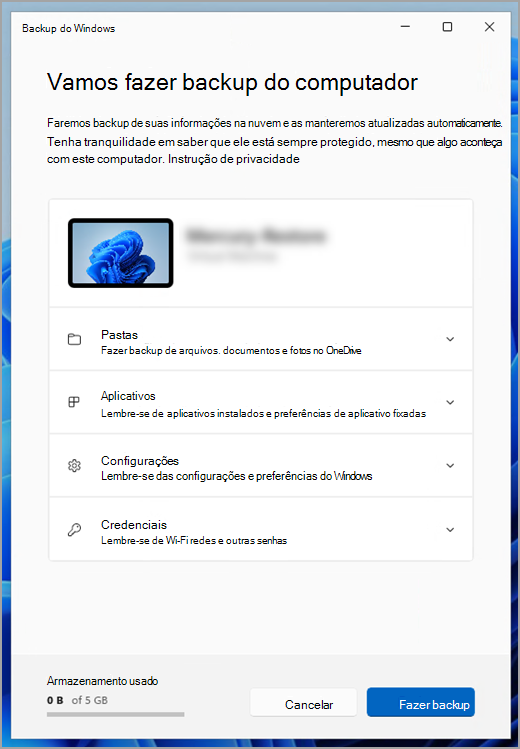 Backup do Windows
Vamos fazer backup do computador
Faremos backup de suas informações na nuvem e as manteremos atualizadas automaticamente.
Tenha tranquilidade em saber que ele está sempre protegido, mesmo que algo aconteça
com este computador. Instrução de privacidade
Pastas
Fazer backup de arquivos. documentos e fotos no OneDrive
Aplicativos
Lembre-se de aplicativos instalados e preferências de aplicativo fixadas
Configurações
Lembre-se das configurações e preferências do Windows
Credenciais
Lembre-se de Wi-Fi redes e outras senhas
Armazenamento usado
0 B of 5 GB
Cancelar
Fazer backup